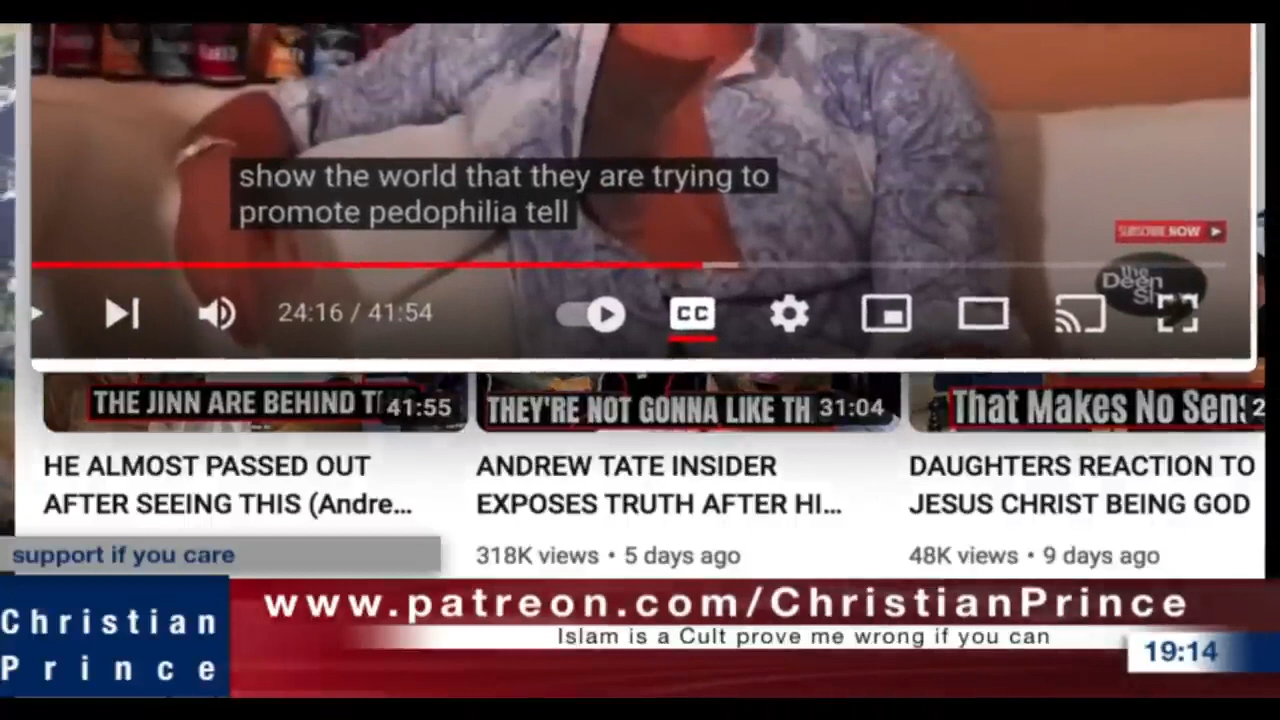 show the world that they are trying to
promote pedophilia tell
SUBSCRIBE NOW
the
Deen
24:16 / 41:54
CC
THE JINN ARE BEHIND
41:55
THEY'RE NOT GONNA LIKE TH
31:04
That Makes No Sens
2
HE ALMOST PASSED OUT
AFTER SEEING THIS (Andre...
ANDREW TATE INSIDER
EXPOSES TRUTH AFTER HI...
318K views • 5 days ago
DAUGHTERS REACTION TO
JESUS CHRIST BEING GOD
48K views • 9 days ago
support if you care
Christian
Prince
www.patreon.com/ChristianPrince
Islam is a Cult prove me wrong if you can
19:14